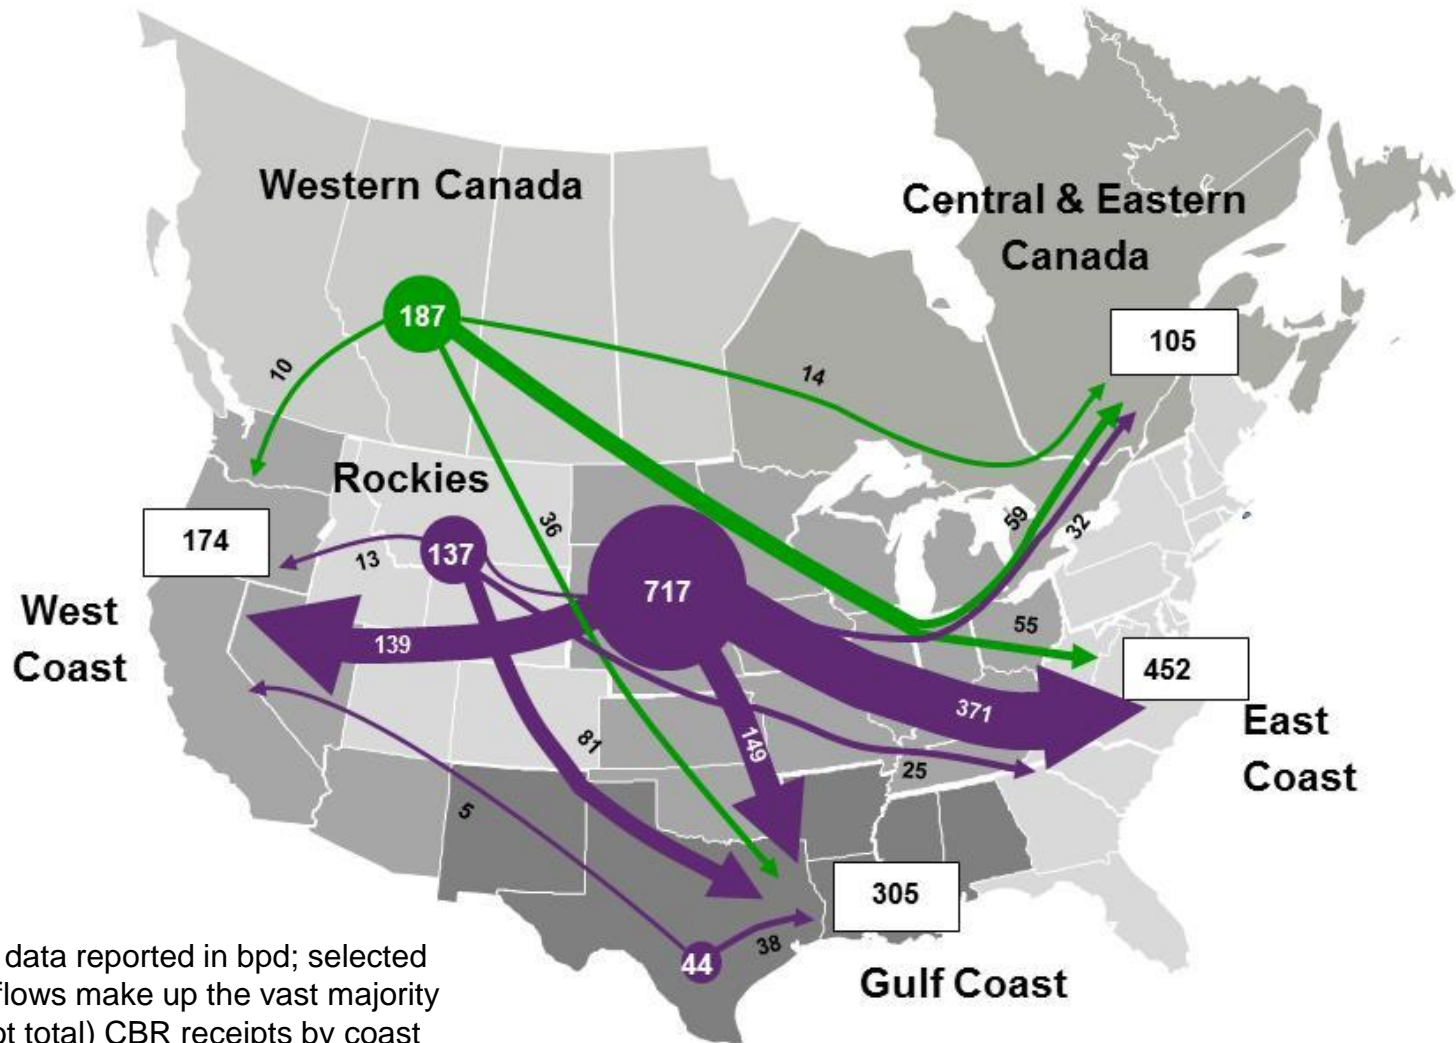 Western Canada
Central & Eastern
Canada
187
105
10
14
Rockies
174
36
59
32
13
137
717
West
Coast
139
55
452
371
East
Coast
149
81
25
5
305
38
44
Gulf Coast
data reported in bpd; selected
flows make up the vast majority
ot total) CBR receipts by coast